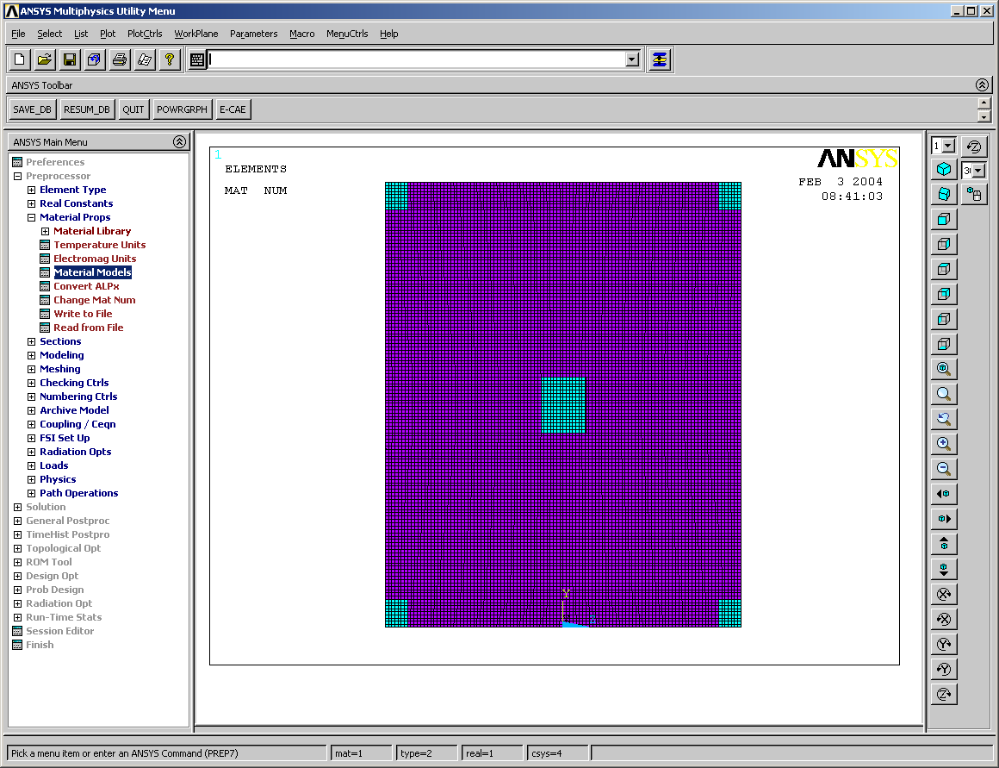 ANSYS Multiphysics Utility Menu
File Select List Plot PlotCtrls WorkPlane Parameters Macro MenuCtrls Help
ANSYS Toolbar
SAVE_DB RESUM_DB QUIT POWRGRPH E-CAE
ANSYS Main Menu
Preferences
Preprocessor
Element Type
Real Constants
Material Props
Material Library
Temperature Units
Electromag Units
Material Models
Convert ALPx
Change Mat Num
Write to File
Read from File
Sections
Modeling
Meshing
Checking Ctrls
Numbering Ctrls
Archive Model
Coupling / Ceqn
FSI Set Up
Radiation Opts
Loads
Physics
Path Operations
Solution
General Postproc
TimeHist Postpro
Topological Opt
ROM Tool
Design Opt
Prob Design
Radiation Opt
Run-Time Stats
Session Editor
Finish
1
ELEMENTS
MAT NUM
ANSYS
FEB 3 2004
08:41:03
Y
Z
1
Pick a menu item or enter an ANSYS Command (PREP7) mat=1 type=2 real=1 csys=4